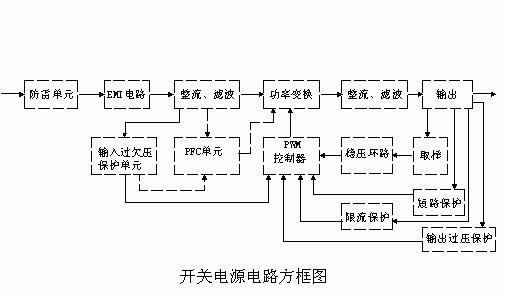 防雷单元
EMI电路
整流、滤波
功率变换
整流、滤波
输出
输入过欠压
保护单元
PFC单元
PWM
控制器
稳压环路
取样
短路保护
限流保护
输出过压保护
开关电源电路方框图